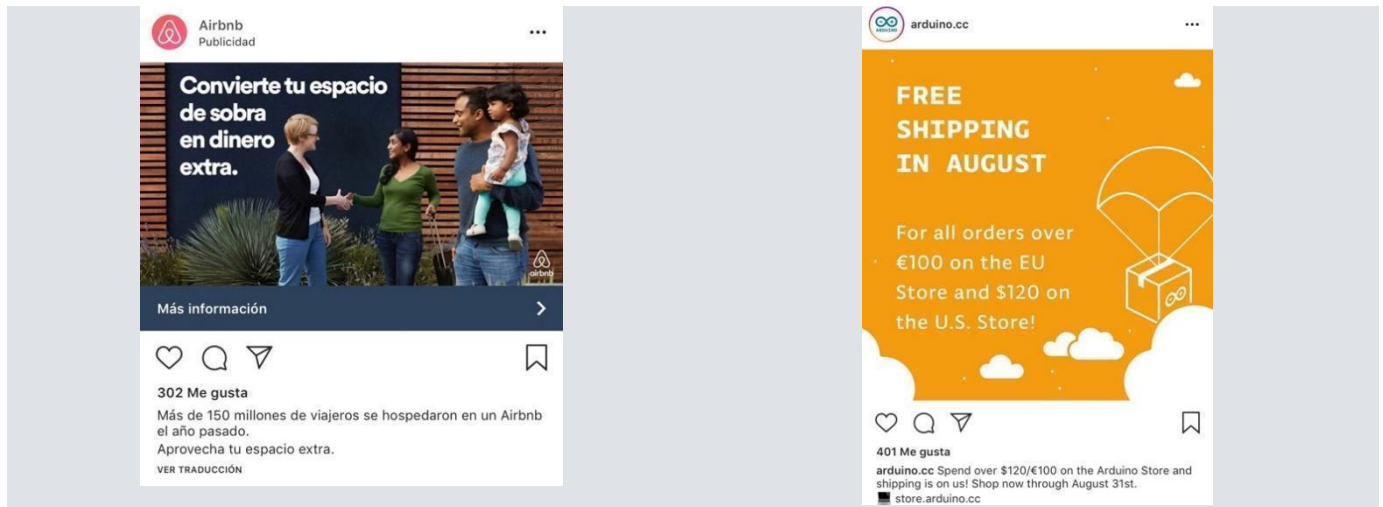 Airbnb
Publicidad
Convierte tu espacio
de sobra
en dinero
extra.
airbnb
Más información
302 Me gusta
Más de 150 millones de viajeros se hospedaron en un Airbnb
el año pasado.
Aprovecha tu espacio extra.
VER TRADUCCIÓN
ARDUINO
arduino.cc
FREE
SHIPPING
IN AUGUST
For all orders over
€100 on the EU
Store and $120 on
the U.S. Store!
401 Me gusta
arduino.cc Spend over $120/€100 on the Arduino Store and
shipping is on us! Shop now through August 31st.
store.arduino.cc